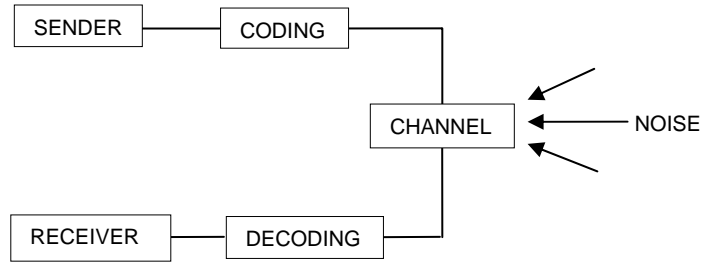 SENDER
CODING
CHANNEL
NOISE
RECEIVER
DECODING